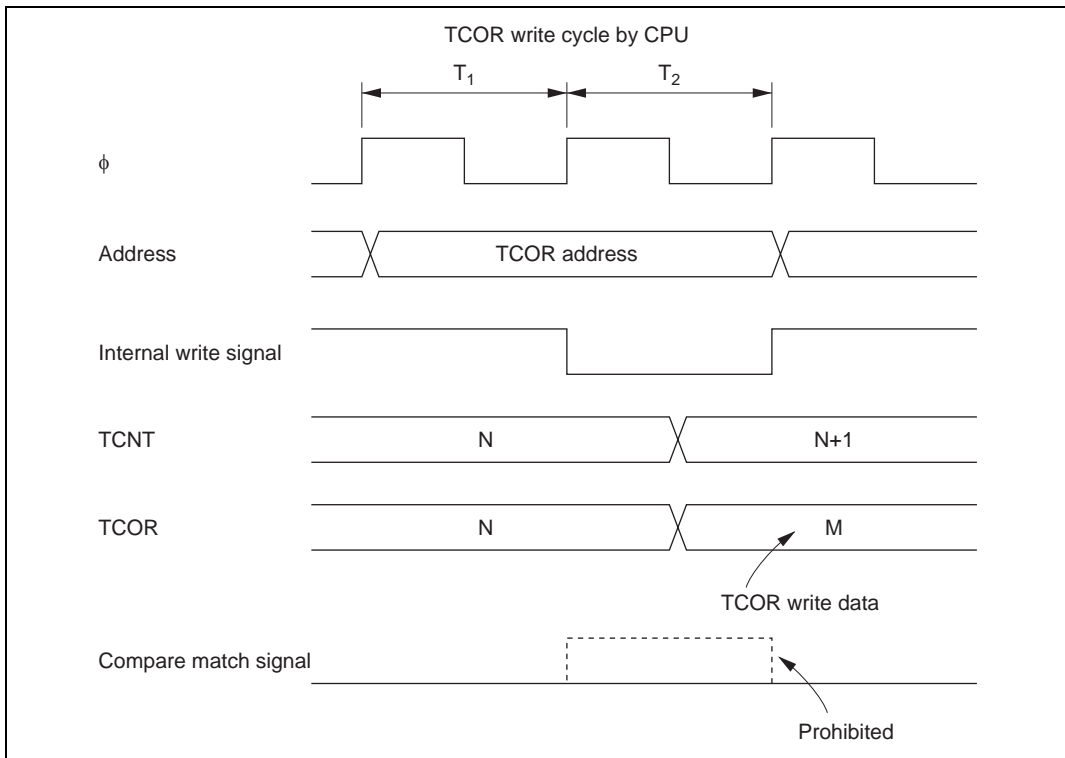 TCOR write cycle by CPU
T1 T2
ϕ
Address TCOR address
Internal write signal
TCNT N N+1
TCOR N M
TCOR write data
Compare match signal
Prohibited